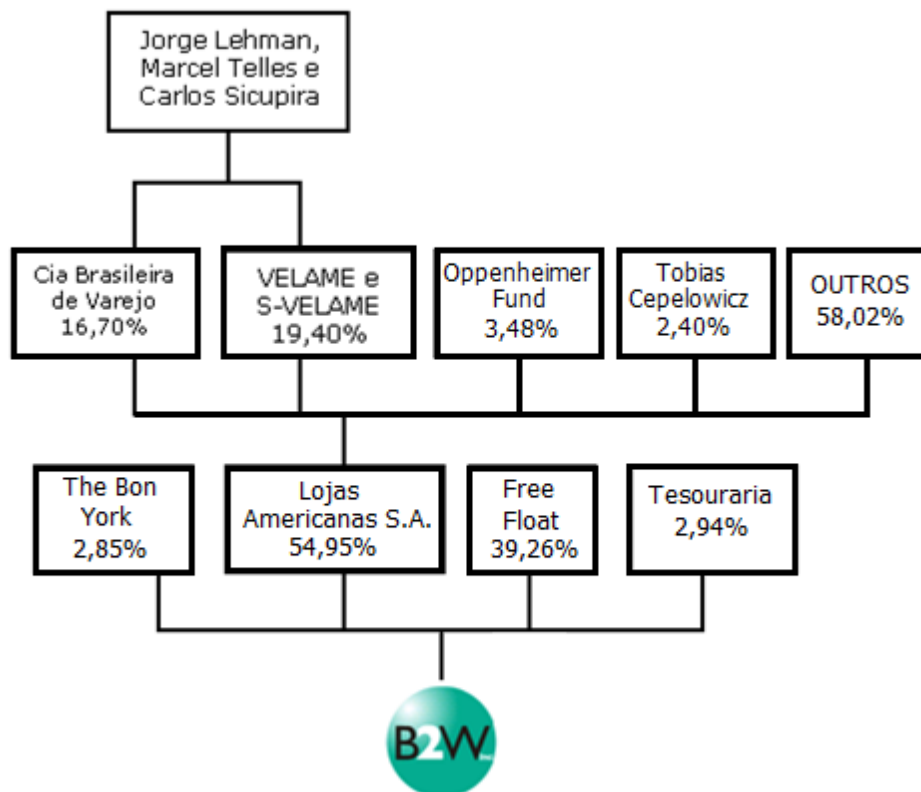 Jorge Lehman,
Marcel Telles e
Carlos Sicupira
Cia Brasileira
de Varejo
16,70%
VELAME e
S-VELAME
19,40%
Oppenheimer
Fund
3,48%
Tobias
Cepelowicz
2,40%
OUTROS
58,02%
The Bon
York
2,85%
Lojas
Americanas S.A.
54,95%
Free
Float
39,26%
Tesouraria
2,94%
B2W